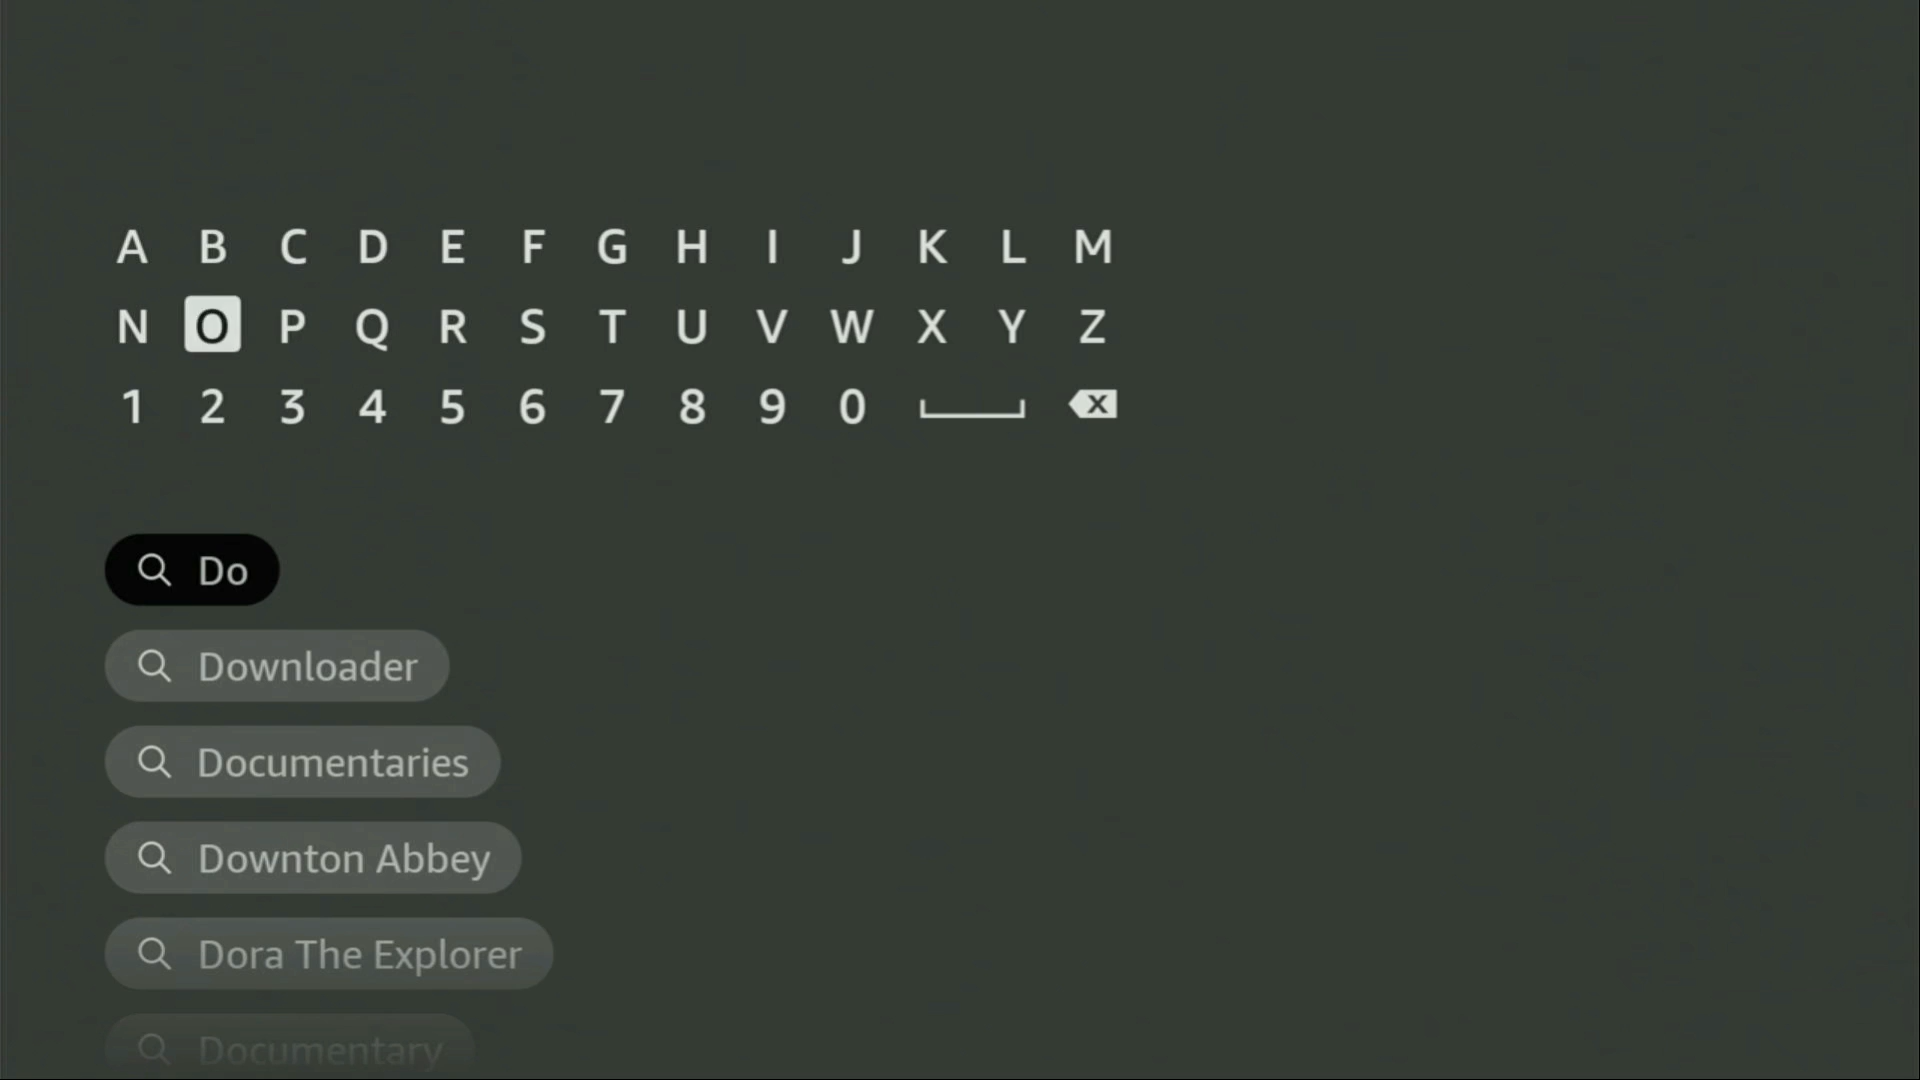 A B C D E F G H I J K L M
N O P Q R S T U V W X Y Z
1 2 3 4 5 6 7 8 9 0
Do
Downloader
Documentaries
Downton Abbey
Dora The Explorer
Documentary